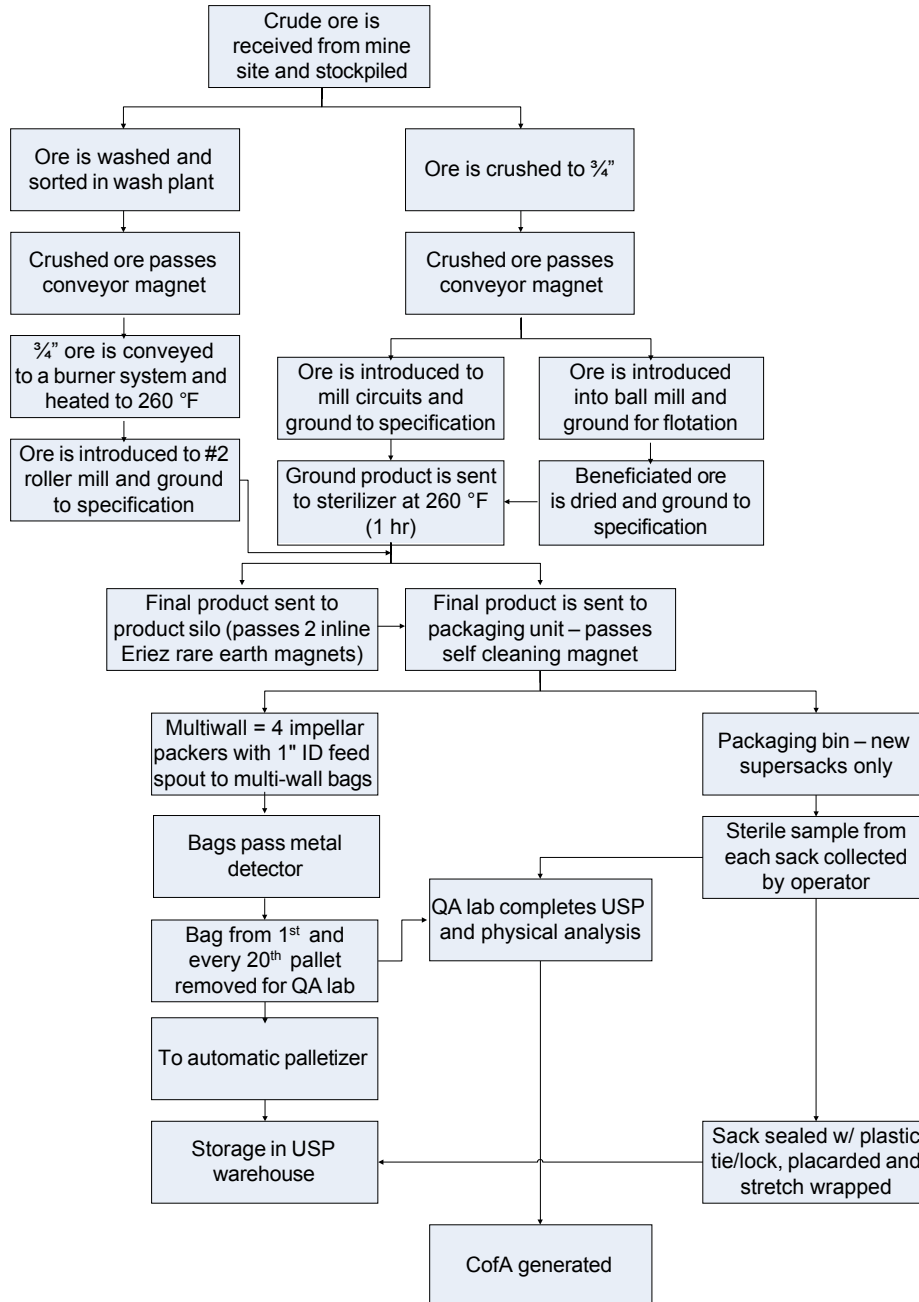 Crude ore is
received from mine
site and stockpiled
Ore is washed and
sorted in wash plant
Ore is crushed to ¾”
Crushed ore passes
conveyor magnet
Crushed ore passes
conveyor magnet
¾” ore is conveyed
to a burner system and
heated to 260 °F
Ore is introduced to
mill circuits and
ground to specification
Ore is introduced
into ball mill and
ground for flotation
Ore is introduced to #2
roller mill and ground
to specification
Ground product is sent
to sterilizer at 260 °F
(1 hr)
Beneficiated ore
is dried and ground to
specification
Final product sent to
product silo (passes 2 inline
Eriez rare earth magnets)
Final product is sent to
packaging unit – passes
self cleaning magnet
Multiwall = 4 impellar
packers with 1" ID feed
spout to multi-wall bags
Packaging bin – new
supersacks only
Bags pass metal
detector
Sterile sample from
each sack collected
by operator
QA lab completes USP
and physical analysis
Bag from 1st and
every 20th pallet
removed for QA lab
To automatic palletizer
Storage in USP
warehouse
Sack sealed w/ plastic
tie/lock, placarded and
stretch wrapped
CofA generated